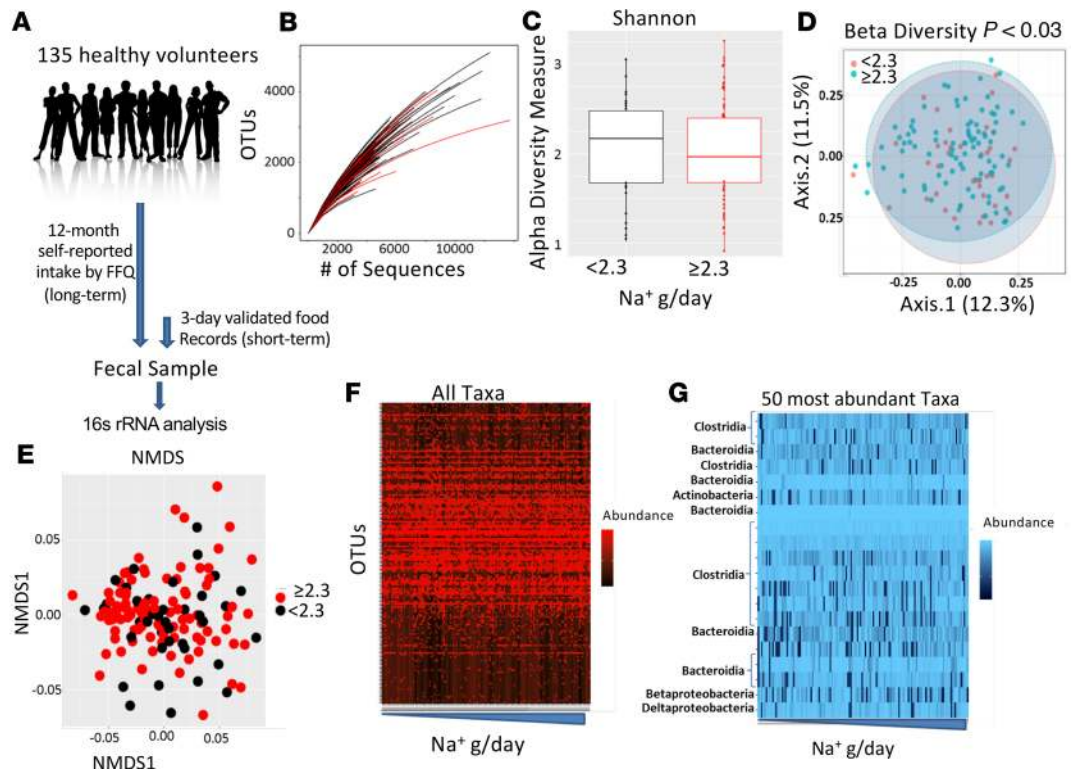 A
135 healthy volunteers
12-month
self-reported
intake by FFQ
(long-term)
3-day validated food
Records (short-term)
Fecal Sample
16s rRNA analysis
B
OTUs
4000
2000
0
2000
6000
10000
# of Sequences
C
Shannon
Alpha Diversity Measure
3
2
1
<2.3
≥2.3
Na⁺ g/day
D
Beta Diversity P < 0.03
<2.3
≥2.3
Axis.2 (11.5%)
0.25
0.00
0.25
-0.25
0.00
0.25
Axis.1 (12.3%)
E
NMDS
NMDS1
0.05
0.00
-0.05
-0.05
0.00
0.05
NMDS1
≥2.3
<2.3
F
All Taxa
OTUs
Abundance
Na⁺ g/day
G
50 most abundant Taxa
Clostridia
Bacteroidia
Clostridia
Bacteroidia
Actinobacteria
Bacteroidia
Clostridia
Bacteroidia
Bacteroidia
Betaproteobacteria
Deltaproteobacteria
Abundance
Na⁺ g/day